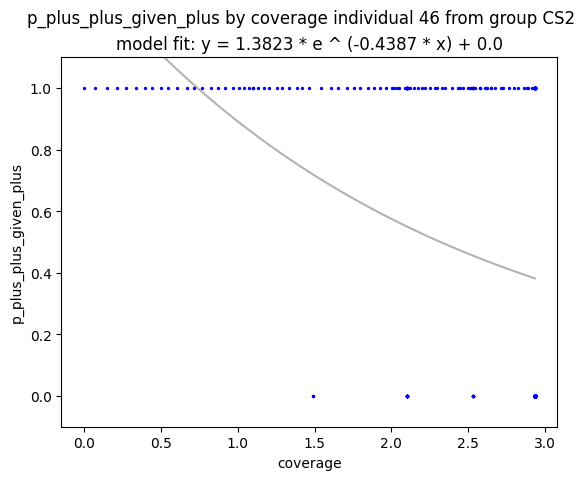 p_plus_plus_given_plus by coverage individual 46 from group CS2
model fit: y = 1.3823 * e ^ (-0.4387 * x) + 0.0
1.0
0.8
0.6
0.4
0.2
0.0
p_plus_plus_given_plus
0.0 0.5 1.0 1.5 2.0 2.5 3.0
coverage